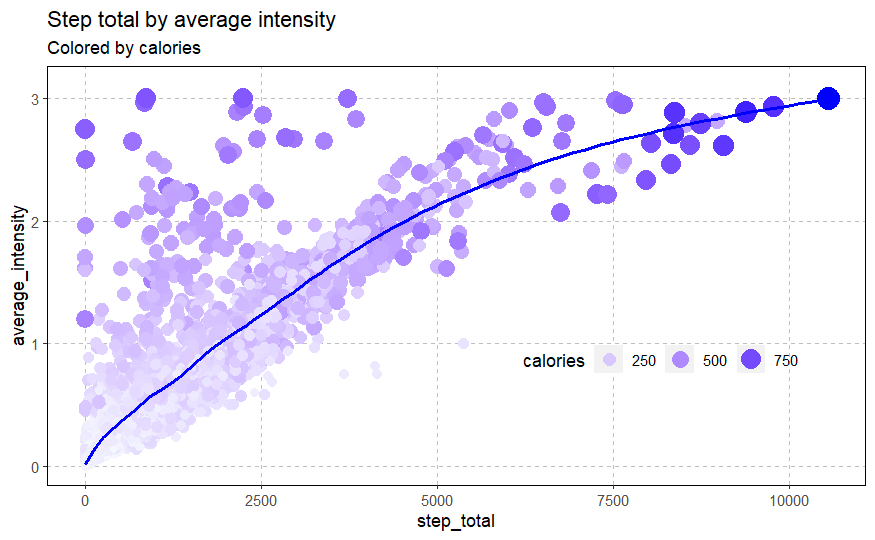 Step total by average intensity
Colored by calories
average_intensity
3
2
1
0
calories 250 500 750
0 2500 5000 7500 10000
step_total